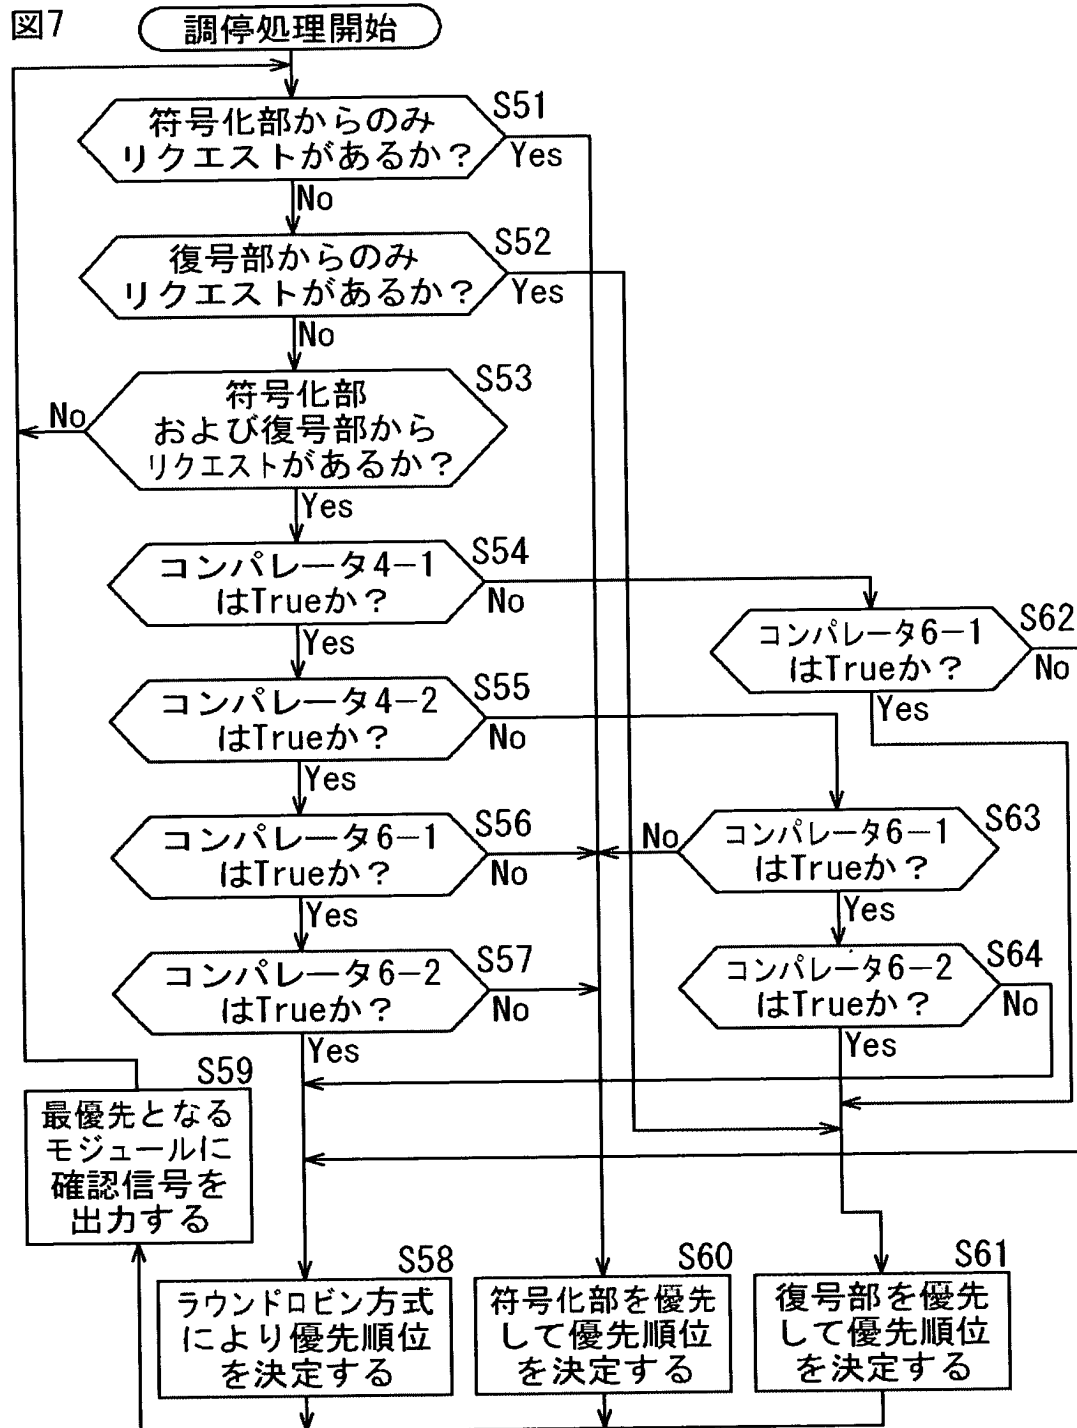 図7
調停処理開始
符号化部からのみ
リクエストがあるか？
S51
Yes
No
復号部からのみ
リクエストがあるか？
S52
Yes
No
符号化部
および復号部から
リクエストがあるか？
S53
No
Yes
コンパレータ4-1
はTrueか？
S54
No
Yes
コンパレータ6-1
はTrueか？
S62
No
Yes
コンパレータ4-2
はTrueか？
S55
No
Yes
コンパレータ6-1
はTrueか？
S56
No
Yes
コンパレータ6-1
はTrueか？
S63
No
Yes
コンパレータ6-2
はTrueか？
S57
No
Yes
コンパレータ6-2
はTrueか？
S64
No
Yes
S59
最優先となる
モジュールに
確認信号を
出力する
S58
ラウンドロビン方式
により優先順位
を決定する
S60
符号化部を優先
して優先順位
を決定する
S61
復号部を優先
して優先順位
を決定する